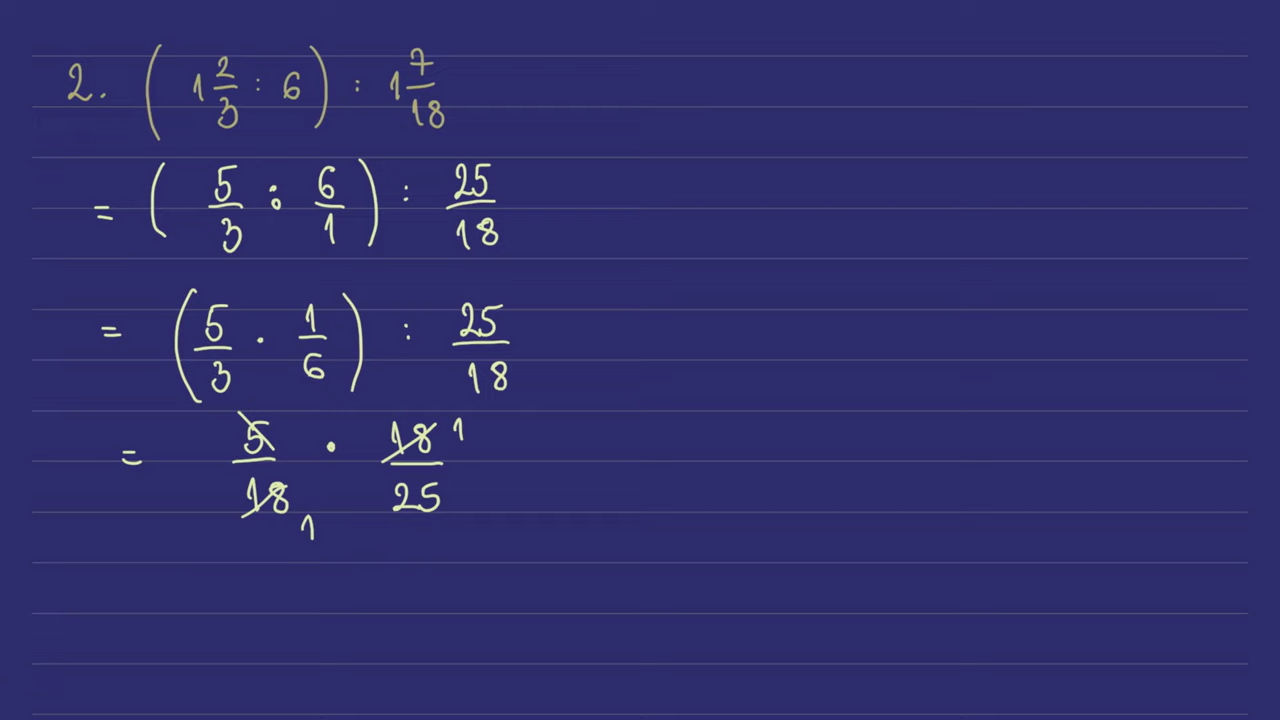 2. ( 1 2/3 : 6 ) : 1 7/18
= ( 5/3 : 6/1 ) : 25/18
= ( 5/3 · 1/6 ) : 25/18
= 5/18 1 · 18/25 1